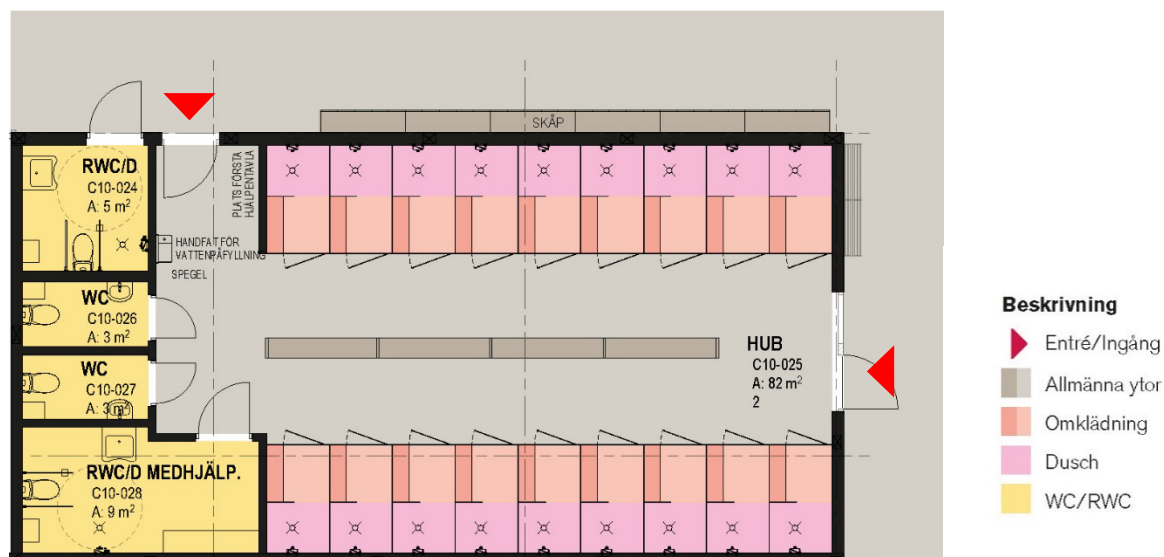 SKÅP
RWC/D
C10-024
A: 5 m²
PLATS FÖRSTA
HJÄLPENTAVLA
HANDFAT FÖR
VATTENPÅFYLLNING
SPEGEL
WC
C10-026
A: 3 m²
WC
C10-027
A: 3 m²
HUB
C10-025
A: 82 m²
2
RWC/D MEDHJÄLP.
C10-028
A: 9 m²
Beskrivning
Entré/Ingång
Allmänna ytor
Omklädning
Dusch
WC/RWC